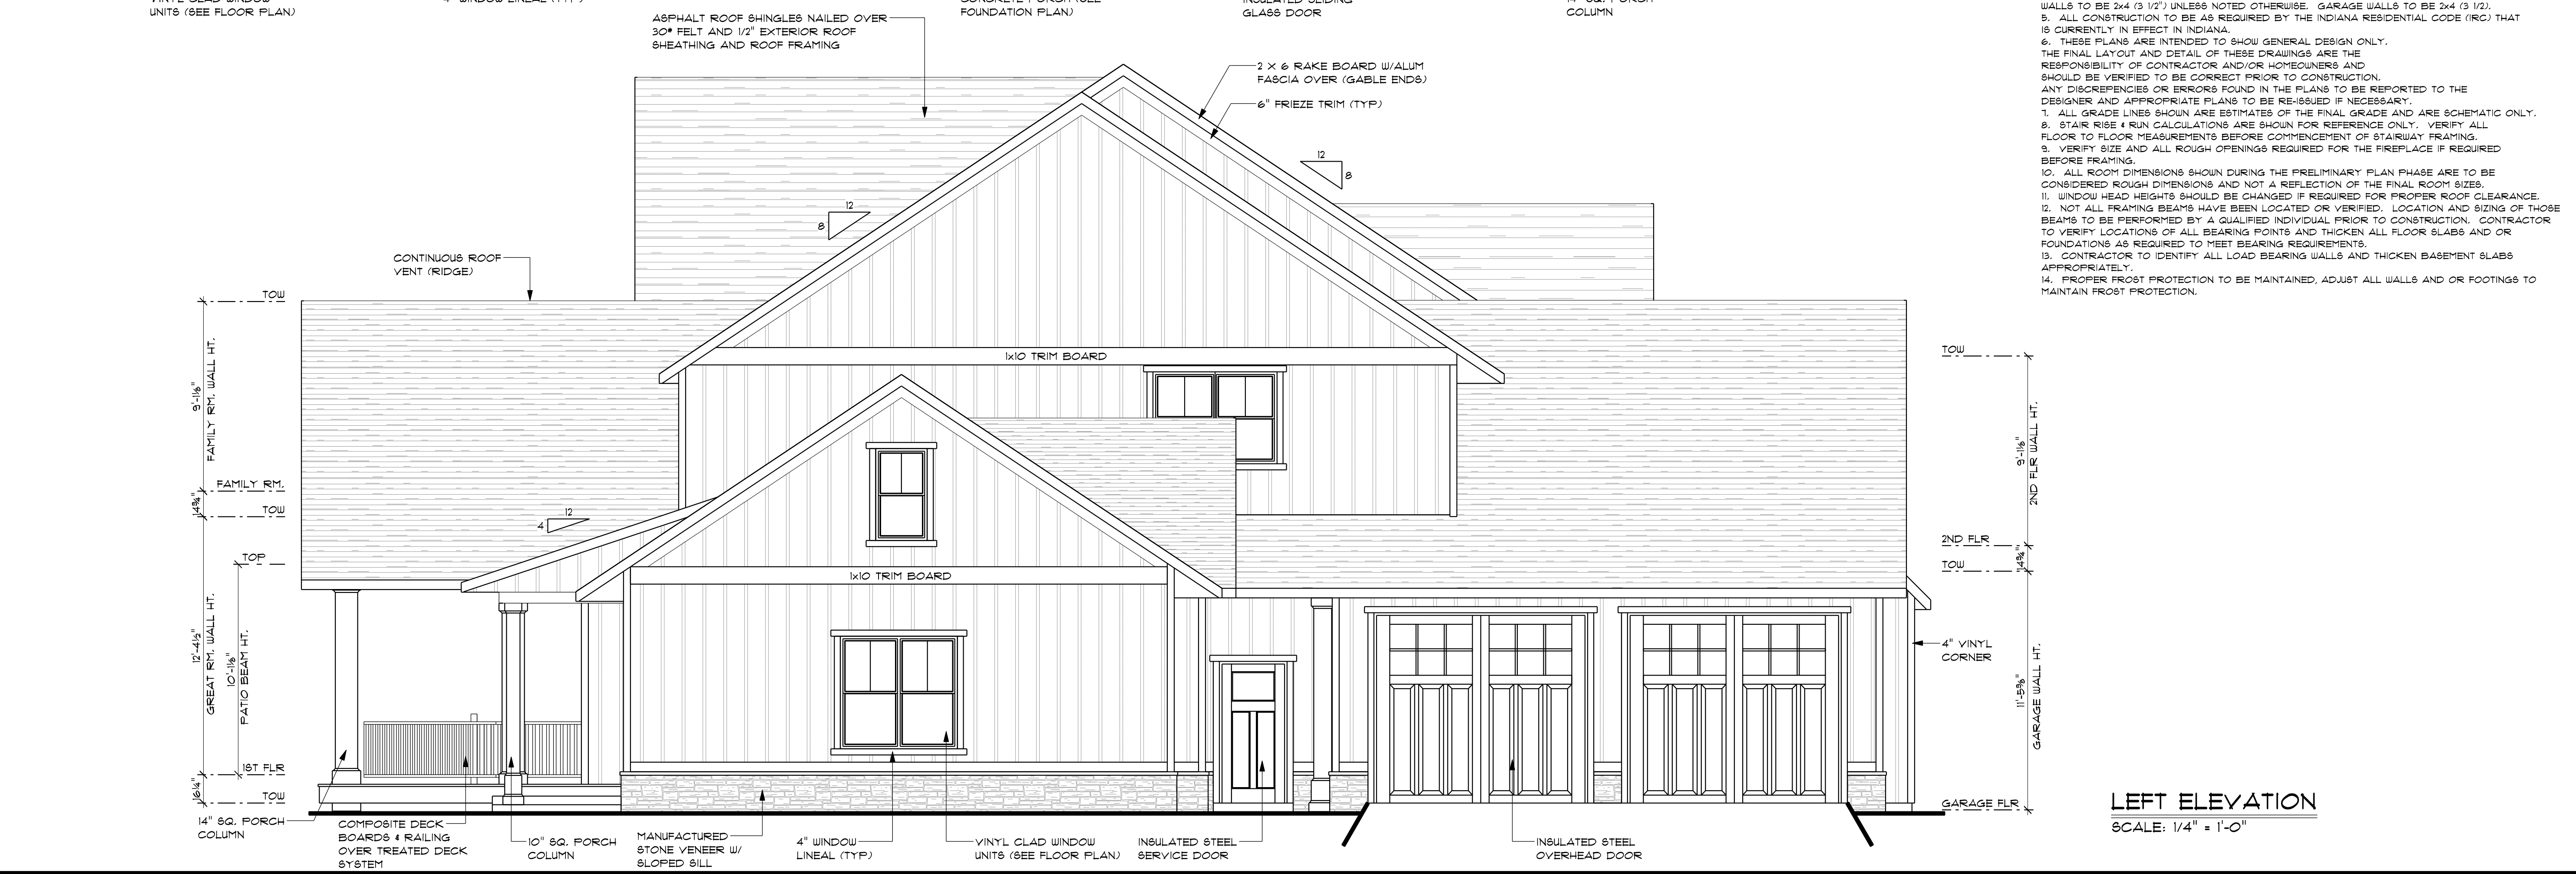 UNITS (SEE FLOOR PLAN)
FOUNDATION PLAN)
GLASS DOOR
COLUMN
ASPHALT ROOF SHINGLES NAILED OVER
30# FELT AND 1/2" EXTERIOR ROOF
SHEATHING AND ROOF FRAMING
2 X 6 RAKE BOARD W/ALUM
FASCIA OVER (GABLE ENDS)
6" FRIEZE TRIM (TYP)
12
8
12
8
CONTINUOUS ROOF
VENT (RIDGE)
TOW
9'-1 1/8"
FAMILY RM. WALL HT.
FAMILY RM.
14 3/4"
TOW
TOP
12'-4 1/2"
GREAT RM. WALL HT.
10'-1 1/8"
PATIO BEAM HT.
1ST FLR
16 1/4"
TOW
12
4
1x10 TRIM BOARD
1x10 TRIM BOARD
TOW
9'-1 1/8"
2ND FLR WALL HT.
2ND FLR
14 3/4"
TOW
11'-5 3/8"
GARAGE WALL HT.
GARAGE FLR
4" VINYL
CORNER
14" SQ. PORCH
COLUMN
COMPOSITE DECK
BOARDS & RAILING
OVER TREATED DECK
SYSTEM
10" SQ. PORCH
COLUMN
MANUFACTURED
STONE VENEER W/
SLOPED SILL
4" WINDOW
LINEAL (TYP)
VINYL CLAD WINDOW
UNITS (SEE FLOOR PLAN)
INSULATED STEEL
SERVICE DOOR
INSULATED STEEL
OVERHEAD DOOR
WALLS TO BE 2x4 (3 1/2") UNLESS NOTED OTHERWISE. GARAGE WALLS TO BE 2x4 (3 1/2).
5. ALL CONSTRUCTION TO BE AS REQUIRED BY THE INDIANA RESIDENTIAL CODE (IRC) THAT
IS CURRENTLY IN EFFECT IN INDIANA.
6. THESE PLANS ARE INTENDED TO SHOW GENERAL DESIGN ONLY.
THE FINAL LAYOUT AND DETAIL OF THESE DRAWINGS ARE THE
RESPONSIBILITY OF CONTRACTOR AND/OR HOMEOWNERS AND
SHOULD BE VERIFIED TO BE CORRECT PRIOR TO CONSTRUCTION.
ANY DISCREPENCIES OR ERRORS FOUND IN THE PLANS TO BE REPORTED TO THE
DESIGNER AND APPROPRIATE PLANS TO BE RE-ISSUED IF NECESSARY.
7. ALL GRADE LINES SHOWN ARE ESTIMATES OF THE FINAL GRADE AND ARE SCHEMATIC ONLY.
8. STAIR RISE & RUN CALCULATIONS ARE SHOWN FOR REFERENCE ONLY. VERIFY ALL
FLOOR TO FLOOR MEASUREMENTS BEFORE COMMENCEMENT OF STAIRWAY FRAMING.
9. VERIFY SIZE AND ALL ROUGH OPENINGS REQUIRED FOR THE FIREPLACE IF REQUIRED
BEFORE FRAMING.
10. ALL ROOM DIMENSIONS SHOWN DURING THE PRELIMINARY PLAN PHASE ARE TO BE
CONSIDERED ROUGH DIMENSIONS AND NOT A REFLECTION OF THE FINAL ROOM SIZES.
11. WINDOW HEAD HEIGHTS SHOULD BE CHANGED IF REQUIRED FOR PROPER ROOF CLEARANCE.
12. NOT ALL FRAMING BEAMS HAVE BEEN LOCATED OR VERIFIED. LOCATION AND SIZING OF THOSE
BEAMS TO BE PERFORMED BY A QUALIFIED INDIVIDUAL PRIOR TO CONSTRUCTION. CONTRACTOR
TO VERIFY LOCATIONS OF ALL BEARING POINTS AND THICKEN ALL FLOOR SLABS AND OR
FOUNDATIONS AS REQUIRED TO MEET BEARING REQUIREMENTS.
13. CONTRACTOR TO IDENTIFY ALL LOAD BEARING WALLS AND THICKEN BASEMENT SLABS
APPROPRIATELY.
14. PROPER FROST PROTECTION TO BE MAINTAINED, ADJUST ALL WALLS AND OR FOOTINGS TO
MAINTAIN FROST PROTECTION.
LEFT ELEVATION
SCALE: 1/4" = 1'-0"